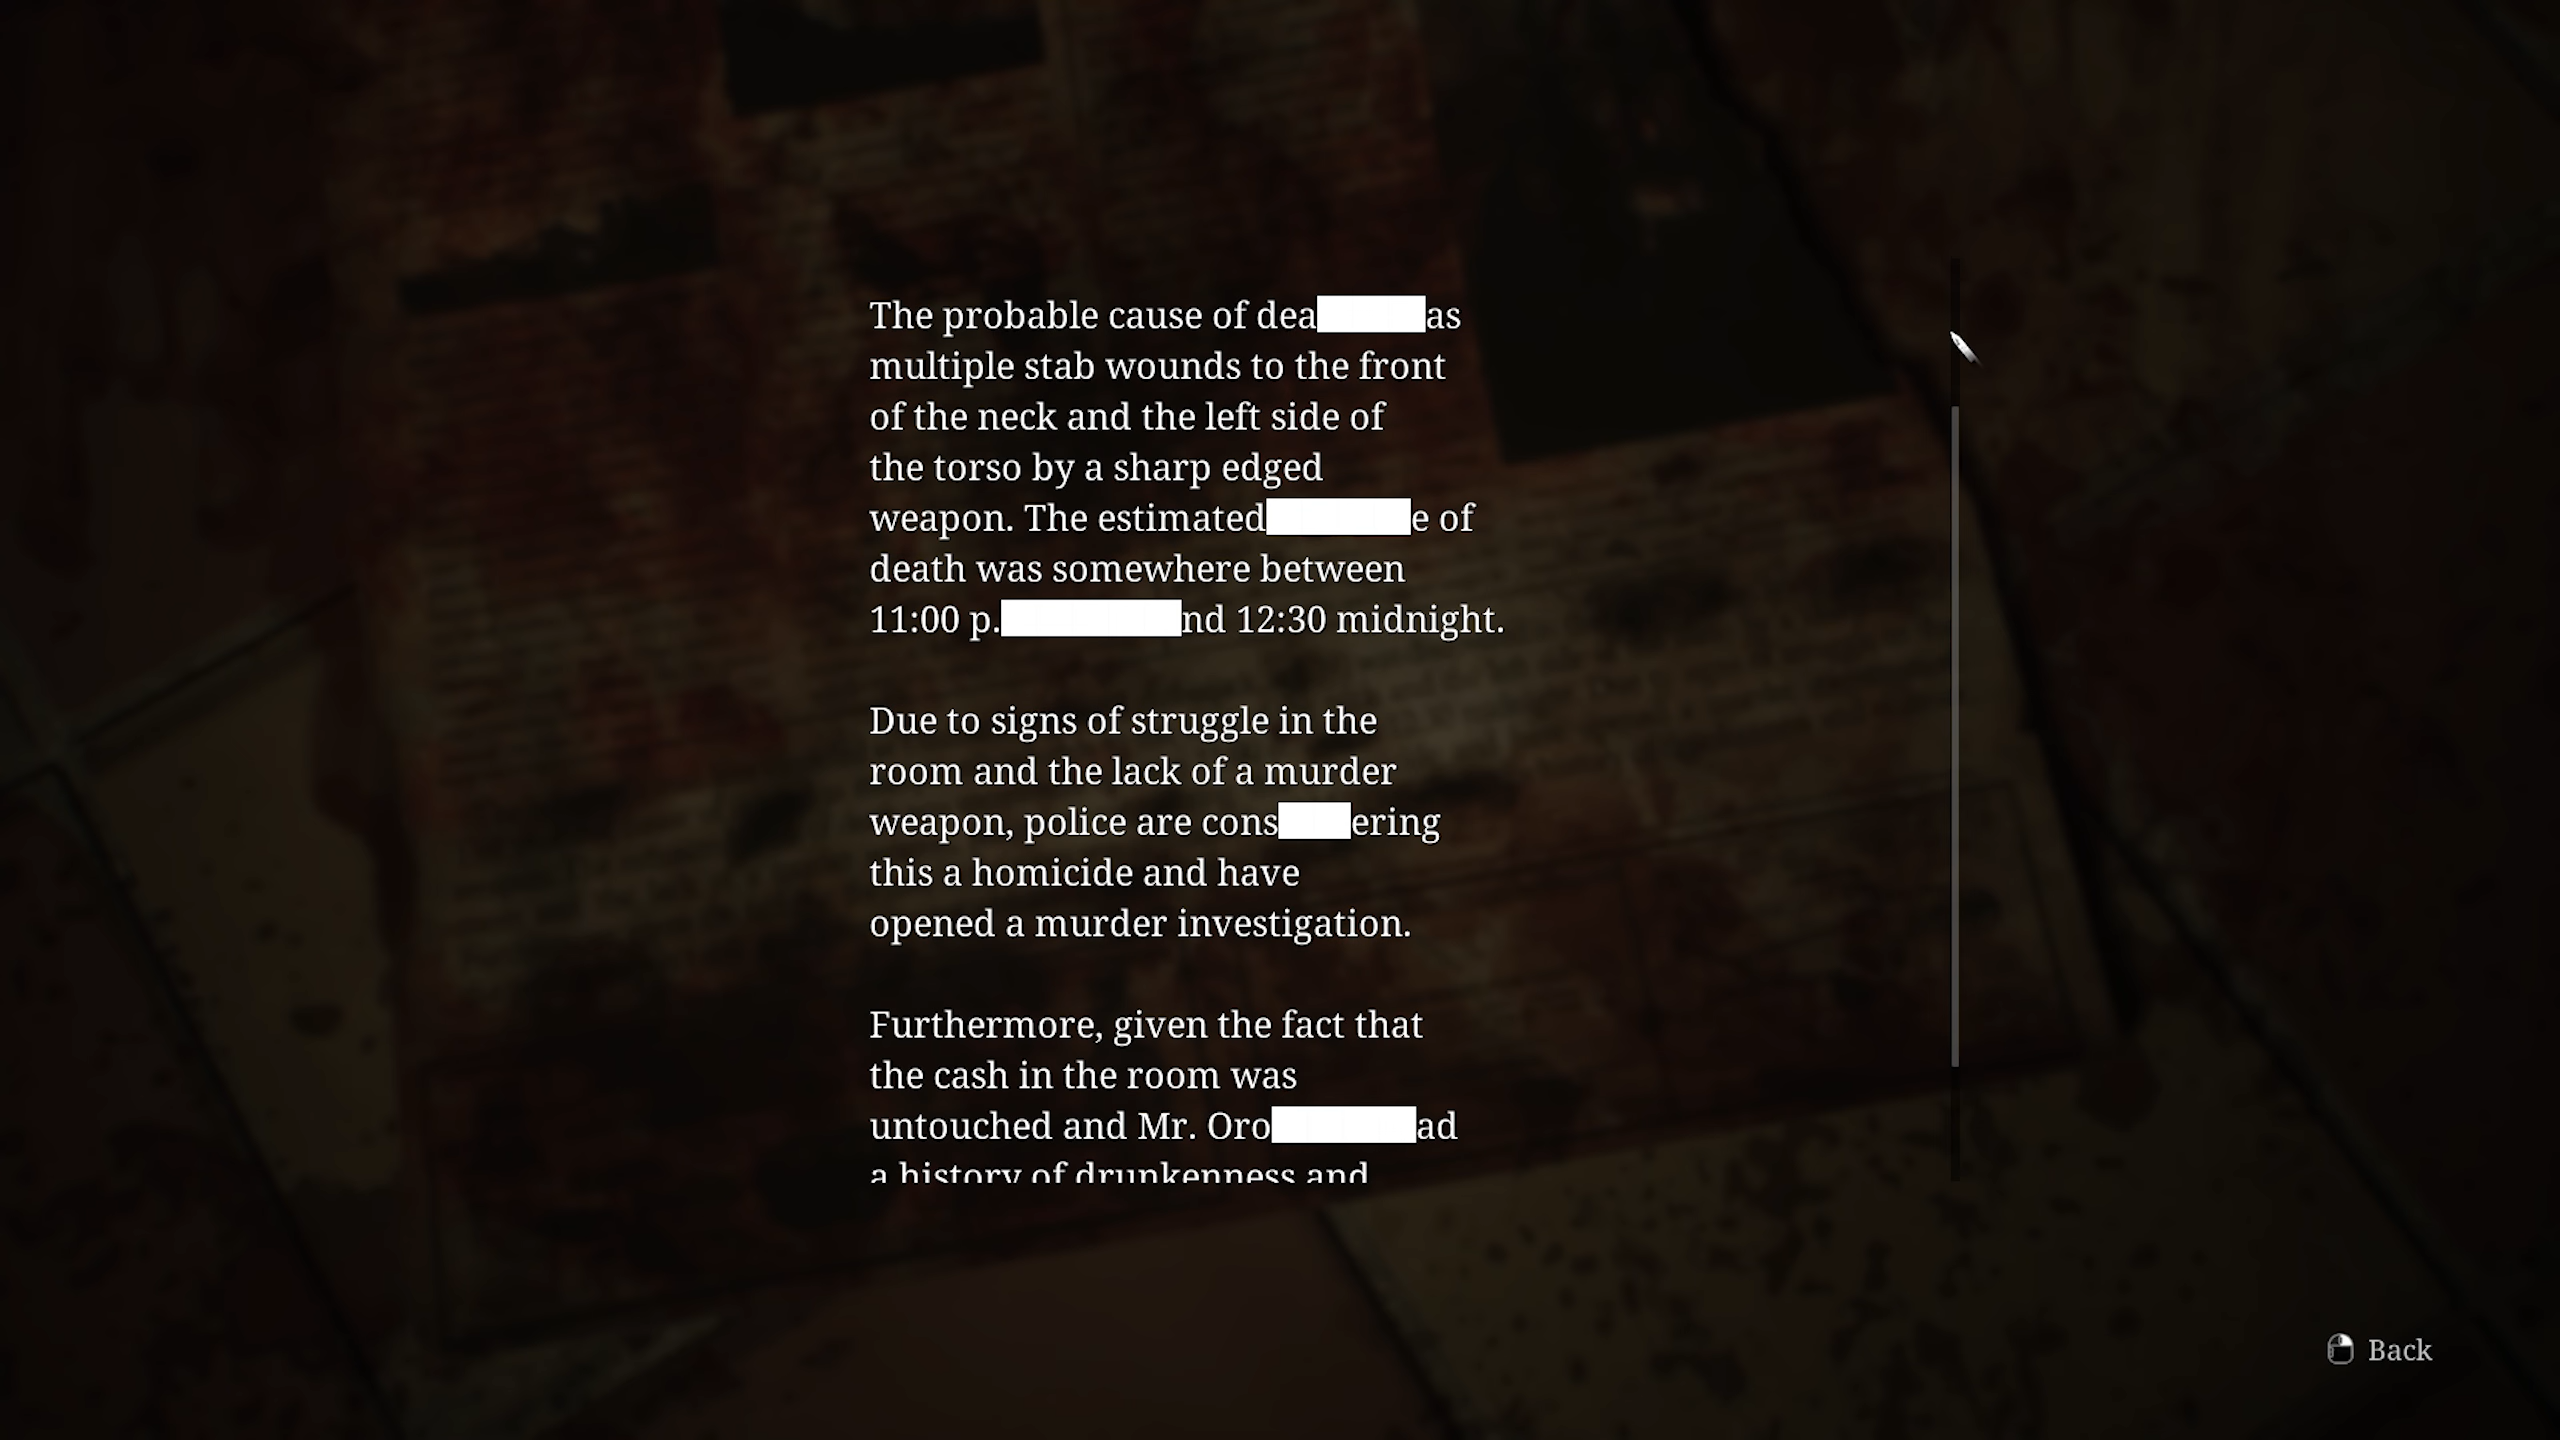 The probable cause of dea as
multiple stab wounds to the front
of the neck and the left side of
the torso by a sharp edged
weapon. The estimated e of
death was somewhere between
11:00 p. nd 12:30 midnight.
Due to signs of struggle in the
room and the lack of a murder
weapon, police are cons ering
this a homicide and have
opened a murder investigation.
Furthermore, given the fact that
the cash in the room was
untouched and Mr. Oro ad
a history of drunkenness and
Back